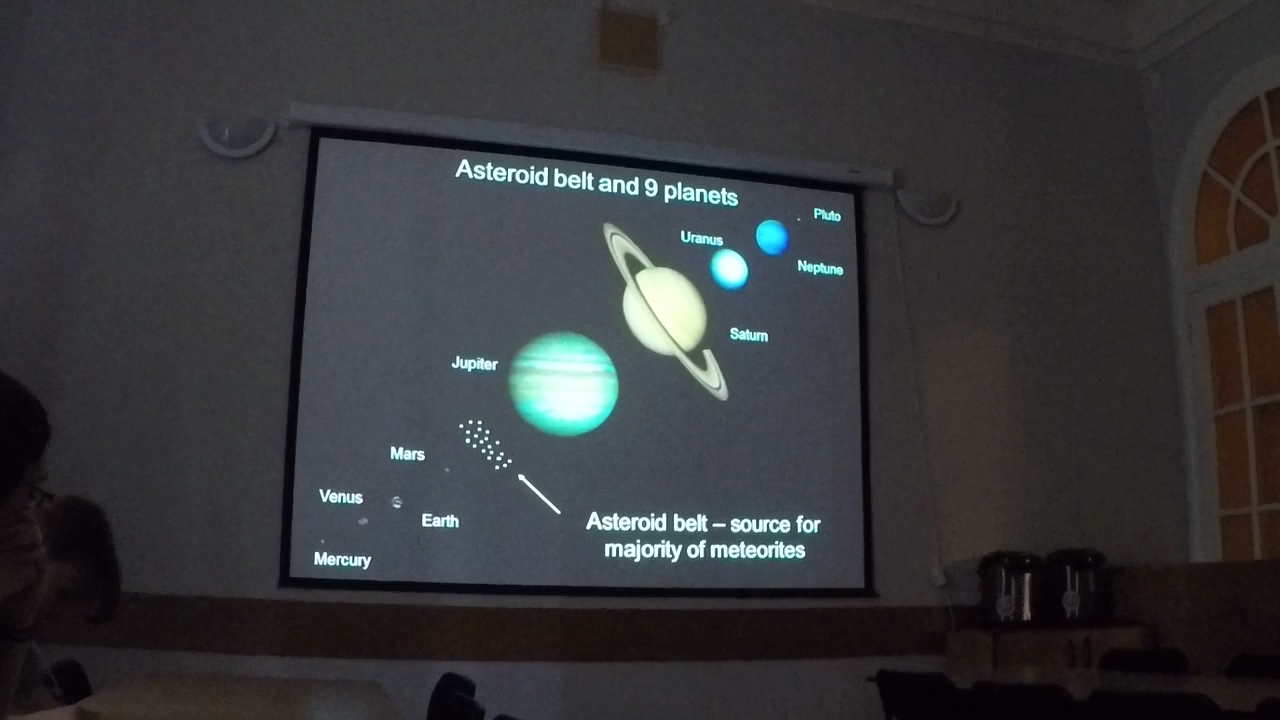 Asteroid belt and 9 planets
Pluto
Uranus
Neptune
Saturn
Jupiter
Mars
Venus
Earth
Mercury
Asteroid belt – source for
majority of meteorites